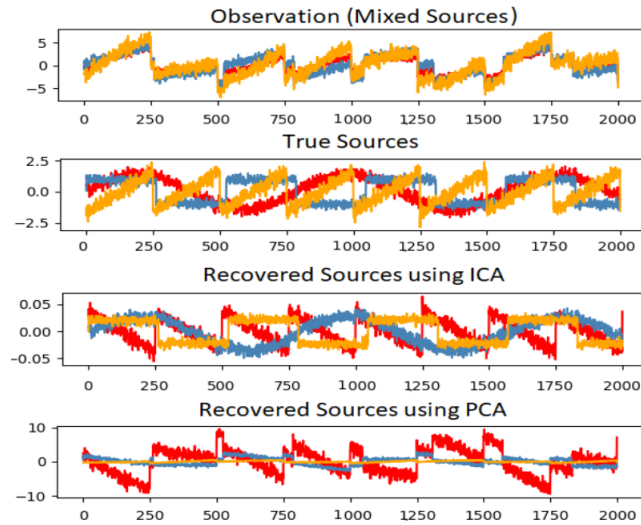 Observation (Mixed Sources)
5
0
−5
0 250 500 750 1000 1250 1500 1750 2000
True Sources
2.5
0.0
−2.5
0 250 500 750 1000 1250 1500 1750 2000
Recovered Sources using ICA
0.05
0.00
−0.05
0 250 500 750 1000 1250 1500 1750 2000
Recovered Sources using PCA
10
0
−10
0 250 500 750 1000 1250 1500 1750 2000